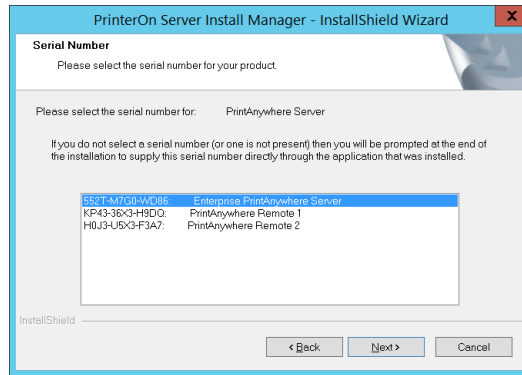 PrinterOn Server Install Manager - InstallShield Wizard
x
Serial Number
Please select the serial number for your product.
Please select the serial number for: PrintAnywhere Server
If you do not select a serial number (or one is not present) then you will be prompted at the end of
the installation to supply this serial number directly through the application that was installed.
552T-M7G0-WD86: Enterprise PrintAnywhere Server
KP43-36X3-H9DQ: PrintAnywhere Remote 1
H0J3-U5X3-F3A7: PrintAnywhere Remote 2
InstallShield
< Back Next > Cancel